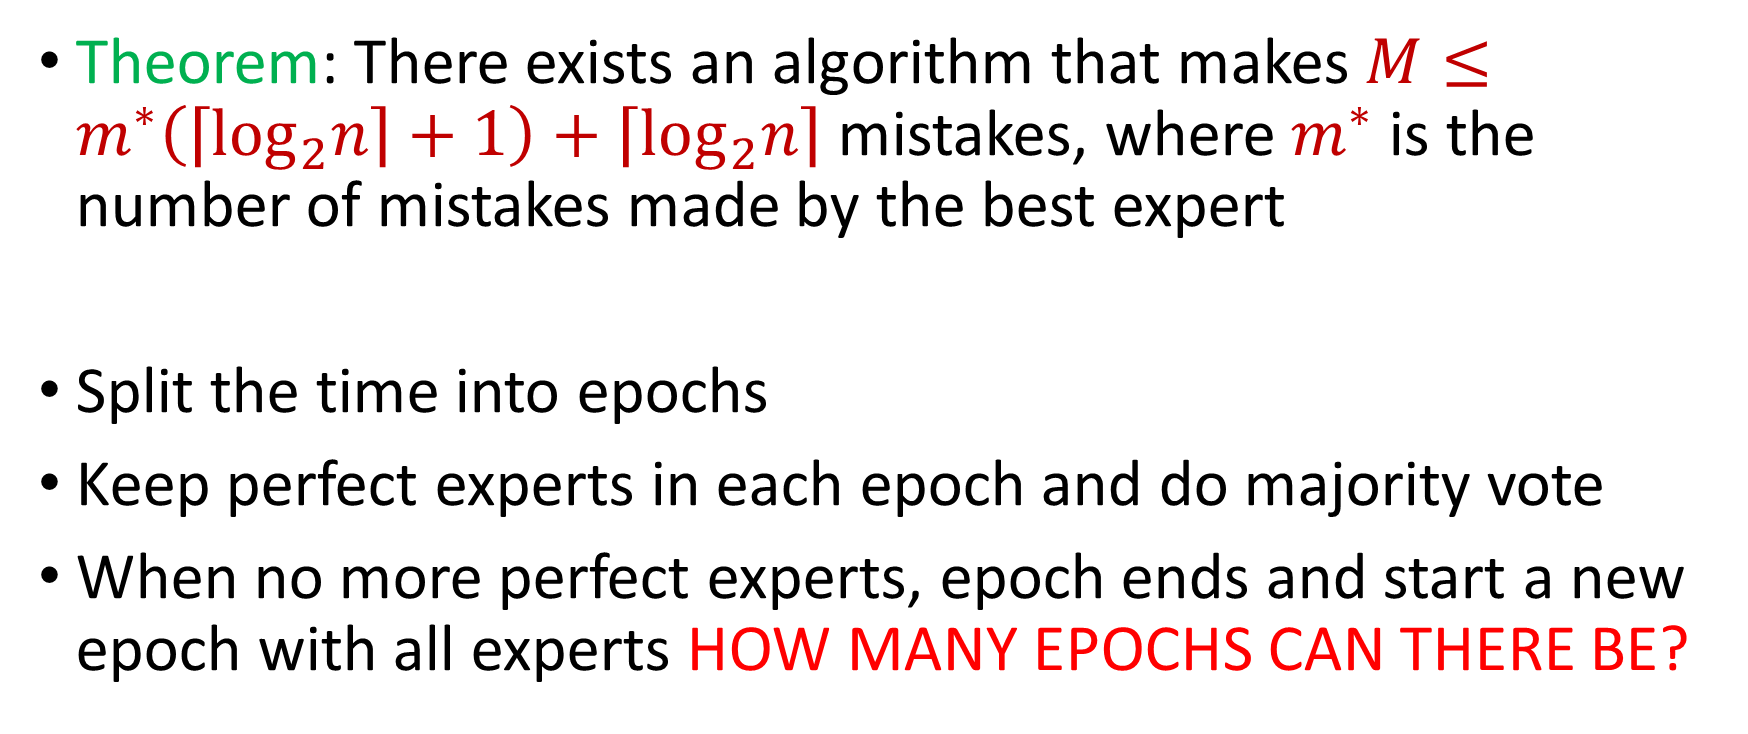 • Theorem: There exists an algorithm that makes M ≤
m*(⌈log₂n⌉ + 1) + ⌈log₂n⌉ mistakes, where m* is the
number of mistakes made by the best expert
• Split the time into epochs
• Keep perfect experts in each epoch and do majority vote
• When no more perfect experts, epoch ends and start a new
epoch with all experts HOW MANY EPOCHS CAN THERE BE?